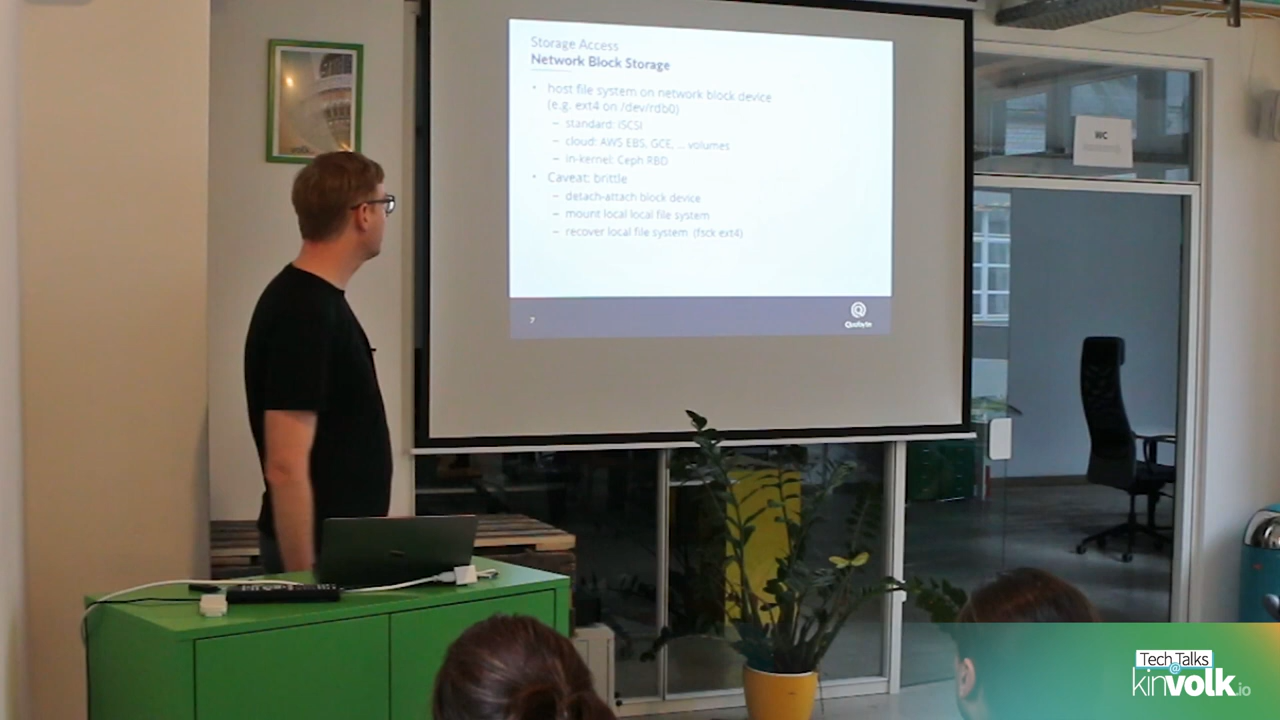 Storage Access
Network Block Storage
• host file system on network block device
(e.g. ext4 on /dev/rdb0)
– standard: iSCSI
– cloud: AWS EBS, GCE, ... volumes
– in-kernel: Ceph RBD
• Caveat: brittle
– detach-attach block device
– mount local local file system
– recover local file system (fsck ext4)
7
Quobyte
WC
Tech Talks
@
kinvolk.io